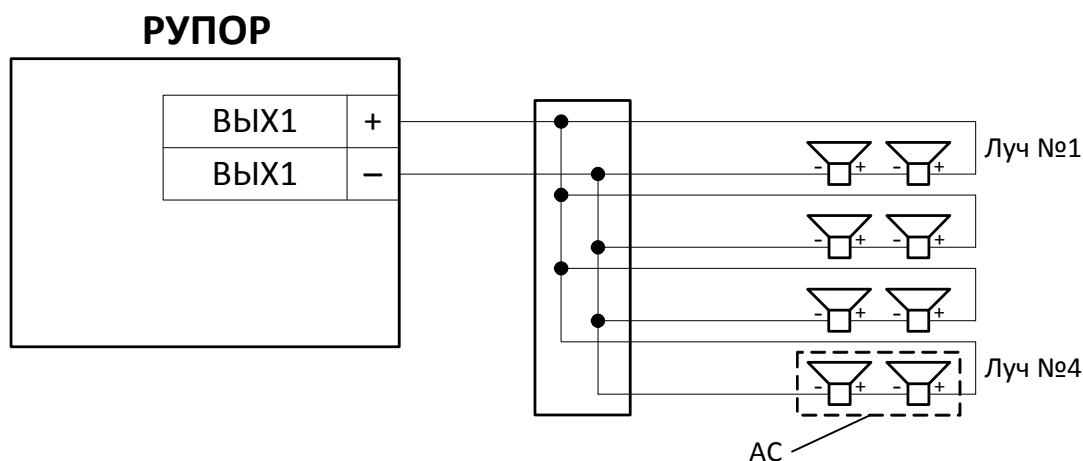 РУПОР
ВЫХ1 +
ВЫХ1 –
- + - + Луч №1
- + - +
- + - +
- + - + Луч №4
АС